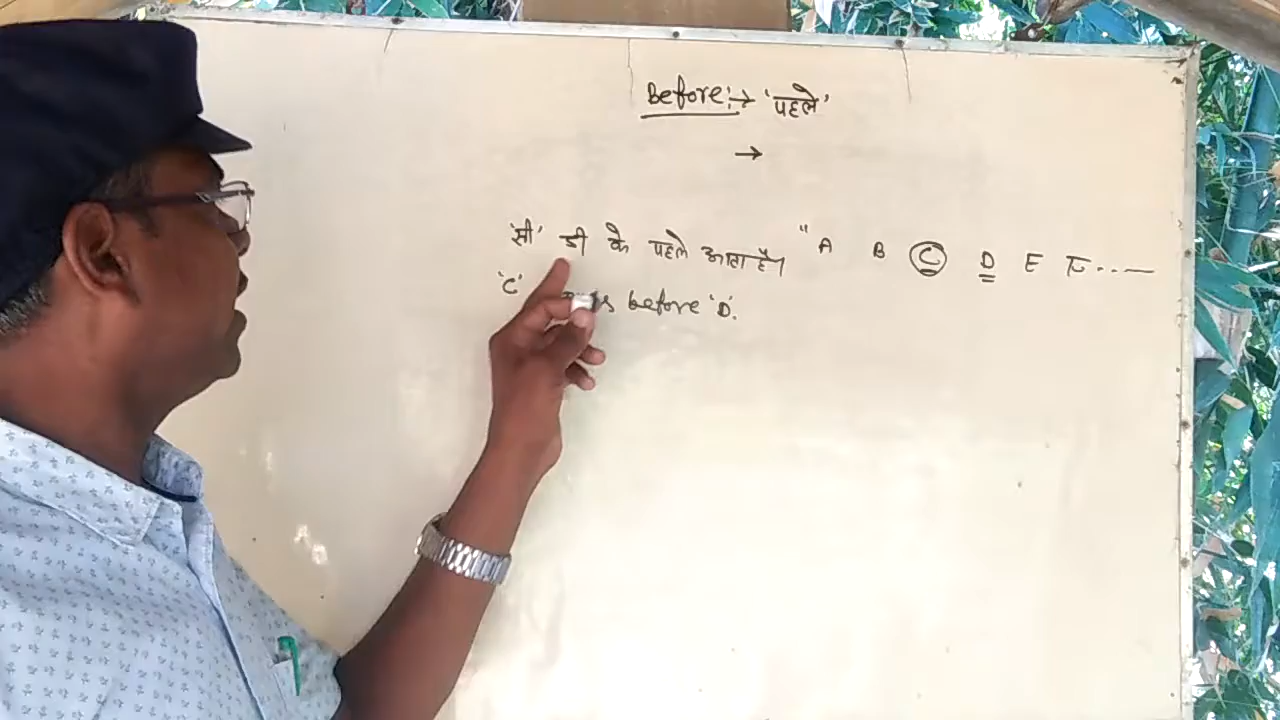 Before:→ 'पहले'
→
'सी' डी के पहले आता है। " A B C D E F....
'C' before 'D'.